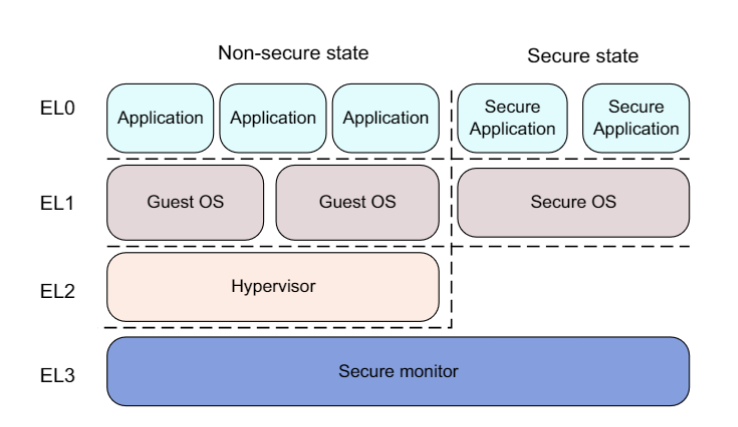 Non-secure state
Secure state
EL0
Application
Application
Application
Secure
Application
Secure
Application
EL1
Guest OS
Guest OS
Secure OS
EL2
Hypervisor
EL3
Secure monitor